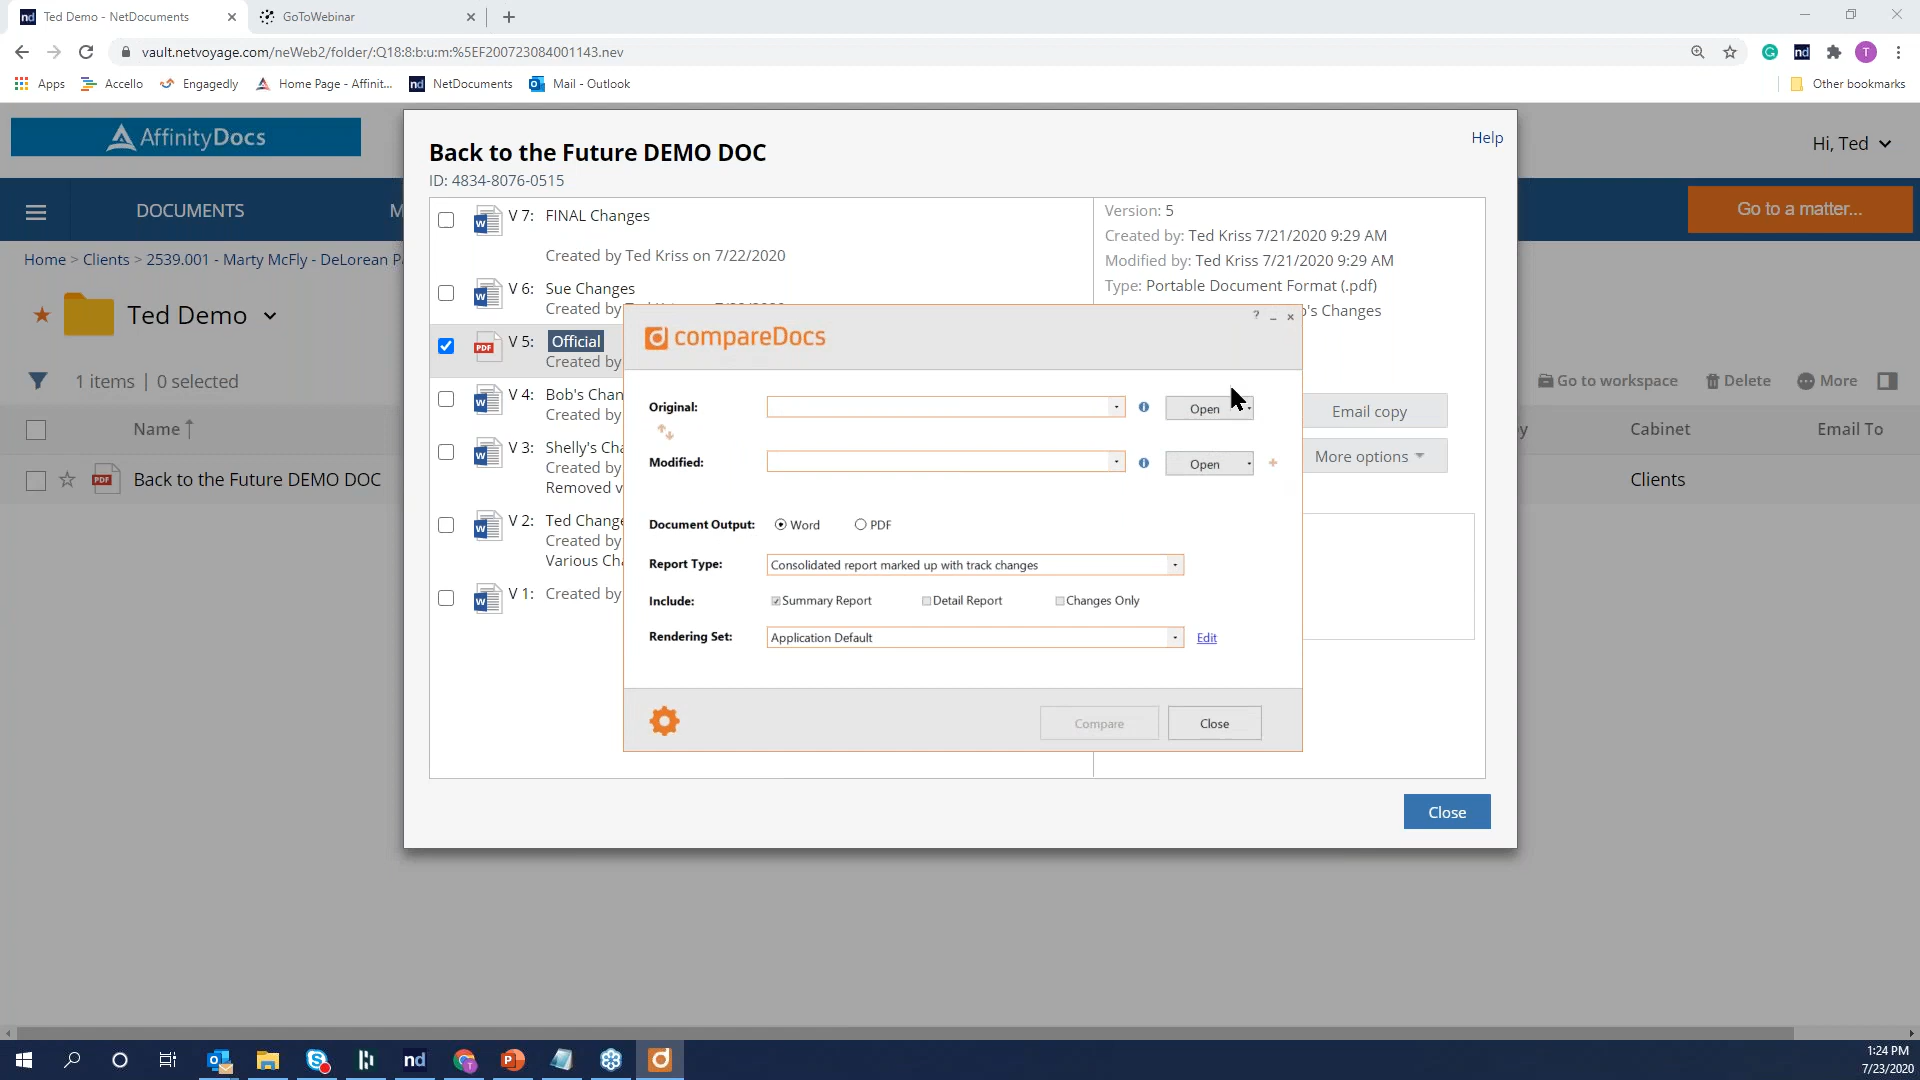 Ted Demo - NetDocuments
GoToWebinar
vault.netvoyage.com/neWeb2/folder/:Q18:8:b:u:m:%5EF200723084001143.nev
Apps
Accello
Engagedly
Home Page - Affinit...
NetDocuments
Mail - Outlook
Other bookmarks
AffinityDocs
Hi, Ted
DOCUMENTS
M
Go to a matter...
Home > Clients > 2539.001 - Marty McFly - DeLorean P
Ted Demo
1 items | 0 selected
Go to workspace
Delete
More
Name
y
Cabinet
Email To
Back to the Future DEMO DOC
Clients
Help
Back to the Future DEMO DOC
ID: 4834-8076-0515
V 7: FINAL Changes
Created by Ted Kriss on 7/22/2020
V 6: Sue Changes
Created by
V 5: Official
Created by
V 4: Bob's Chan
Created by
V 3: Shelly's Cha
Created by
Removed v
V 2: Ted Change
Created by
Various Cha
V 1: Created by
Version: 5
Created by: Ted Kriss 7/21/2020 9:29 AM
Modified by: Ted Kriss 7/21/2020 9:29 AM
Type: Portable Document Format (.pdf)
's Changes
Email copy
More options
Close
compareDocs
Original:
Open
Modified:
Open
Document Output:
Word
PDF
Report Type:
Consolidated report marked up with track changes
Include:
Summary Report
Detail Report
Changes Only
Rendering Set:
Application Default
Edit
Compare
Close
1:24 PM
7/23/2020